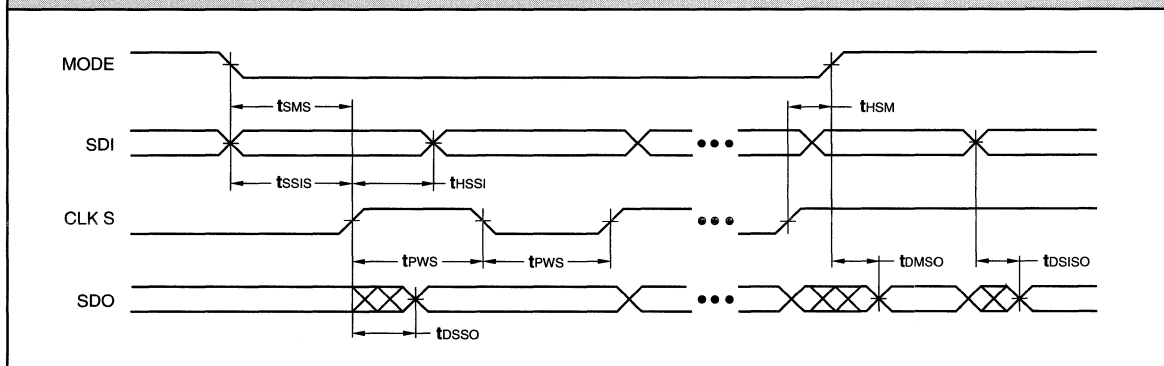 MODE
tSMS
tHSM
SDI
tSSIS
tHSSI
CLK S
tPWS
tPWS
tDMSO
tDSISO
SDO
tDSSO